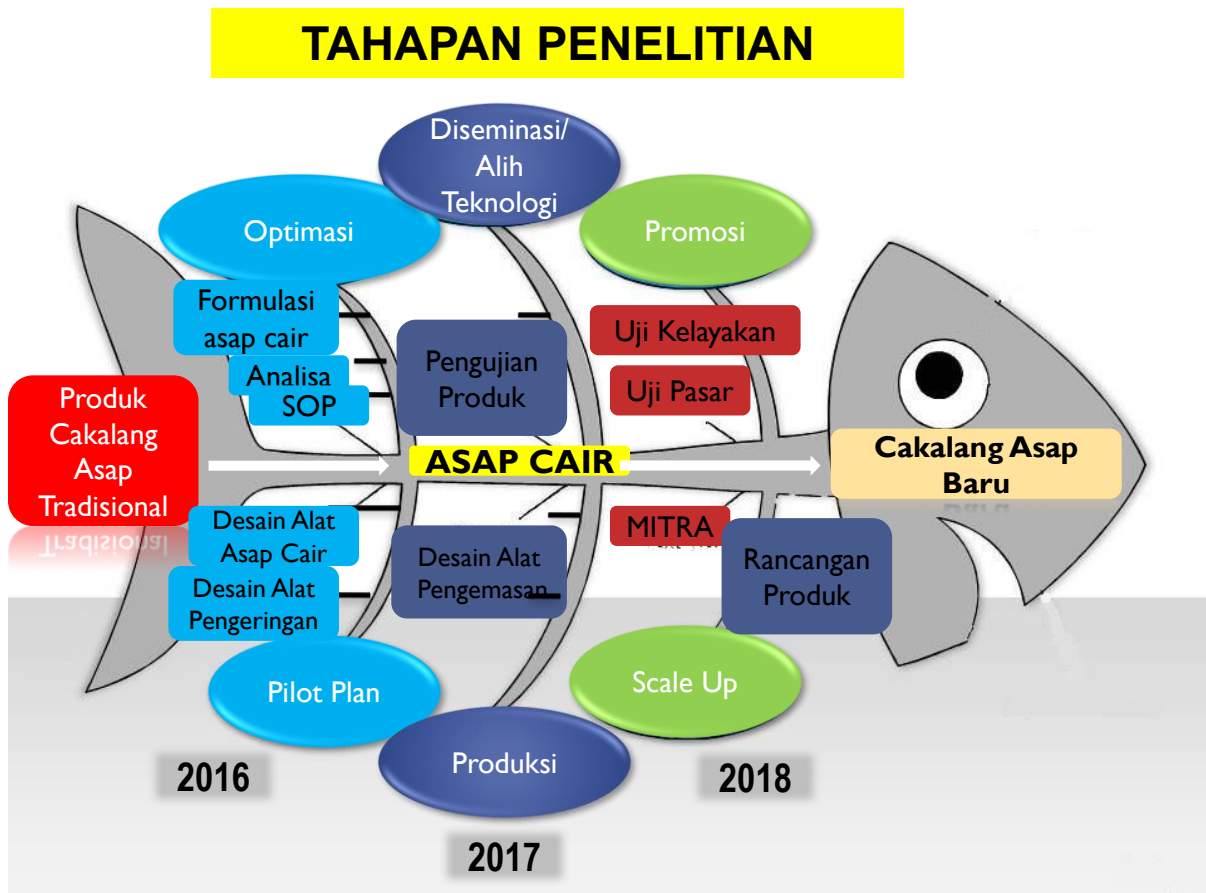 TAHAPAN PENELITIAN
Diseminasi/
Alih
Teknologi
Optimasi
Promosi
Formulasi
asap cair
Analisa
SOP
Pengujian
Produk
Uji Kelayakan
Uji Pasar
Produk
Cakalang
Asap
Tradisional
ASAP CAIR
Cakalang Asap
Baru
Desain Alat
Asap Cair
Desain Alat
Pengeringan
Desain Alat
Pengemasan
MITRA
Rancangan
Produk
Pilot Plan
Scale Up
Produksi
2016
2018
2017